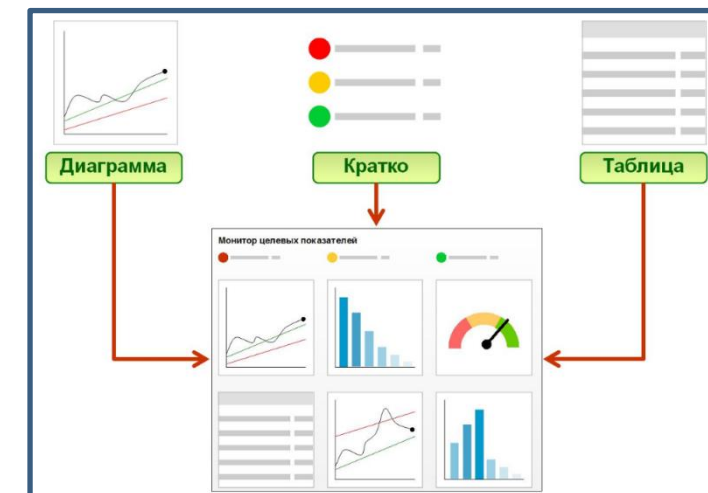 Диаграмма
Кратко
Таблица
Монитор целевых показателей